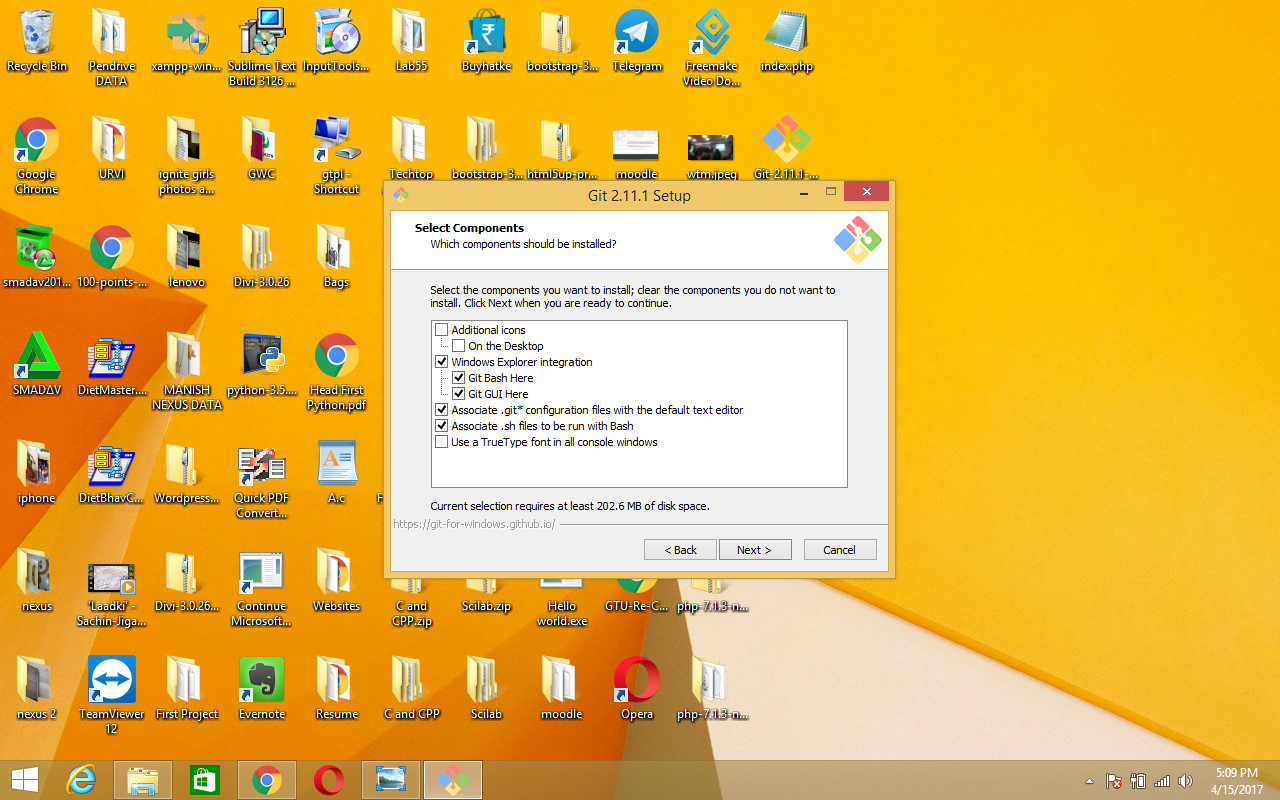 Recycle Bin
Pendrive
DATA
xampp-win...
Sublime Text
Build 3126 ...
InputTools...
Lab55
Buyhatke
bootstrap-3...
Telegram
Freemake
Video Do...
index.php
Google
Chrome
URVI
ignite girls
photos a...
GWC
gtpl -
Shortcut
Techtop
bootstrap-3...
html5up-pr...
moodle
wtm.jpeg
Git-2.11.1-...
smadav201...
100-points-...
lenovo
Divi-3.0.26
Bags
SMADΔV
DietMaster....
MANISH
NEXUS DATA
python-3.5....
Head First
Python.pdf
iphone
DietBhavC...
Wordpress...
Quick PDF
Convert...
A.c
F
nexus
'Laadki' -
Sachin-Jiga...
Divi-3.0.26...
Continue
Microsoft...
Websites
C and
CPP.zip
Scilab.zip
Hello
world.exe
GTU-Re-C...
php-7.1.3-n...
nexus 2
TeamViewer
12
First Project
Evernote
Resume
C and CPP
Scilab
moodle
Opera
php-7.1.3-n...
Git 2.11.1 Setup
Select Components
Which components should be installed?
Select the components you want to install; clear the components you do not want to
install. Click Next when you are ready to continue.
Additional icons
On the Desktop
Windows Explorer integration
Git Bash Here
Git GUI Here
Associate .git* configuration files with the default text editor
Associate .sh files to be run with Bash
Use a TrueType font in all console windows
Current selection requires at least 202.6 MB of disk space.
https://git-for-windows.github.io/
< Back
Next >
Cancel
5:09 PM
4/15/2017